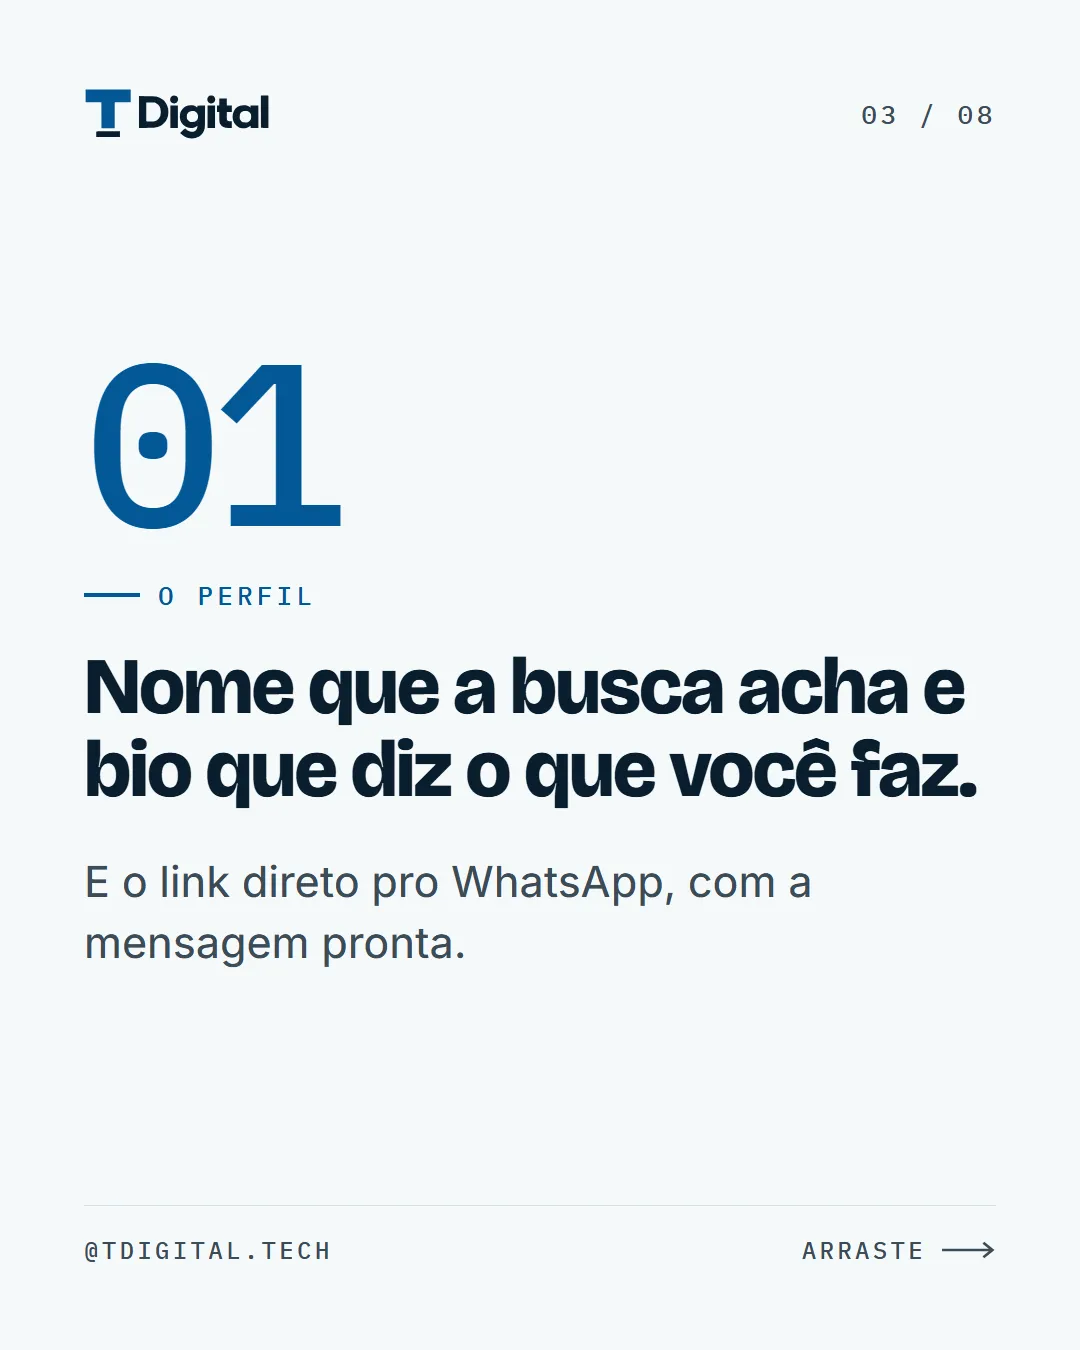 TDigital
03 / 08
01
O PERFIL
Nome que a busca acha e
bio que diz o que você faz.
E o link direto pro WhatsApp, com a
mensagem pronta.
@TDIGITAL.TECH
ARRASTE →